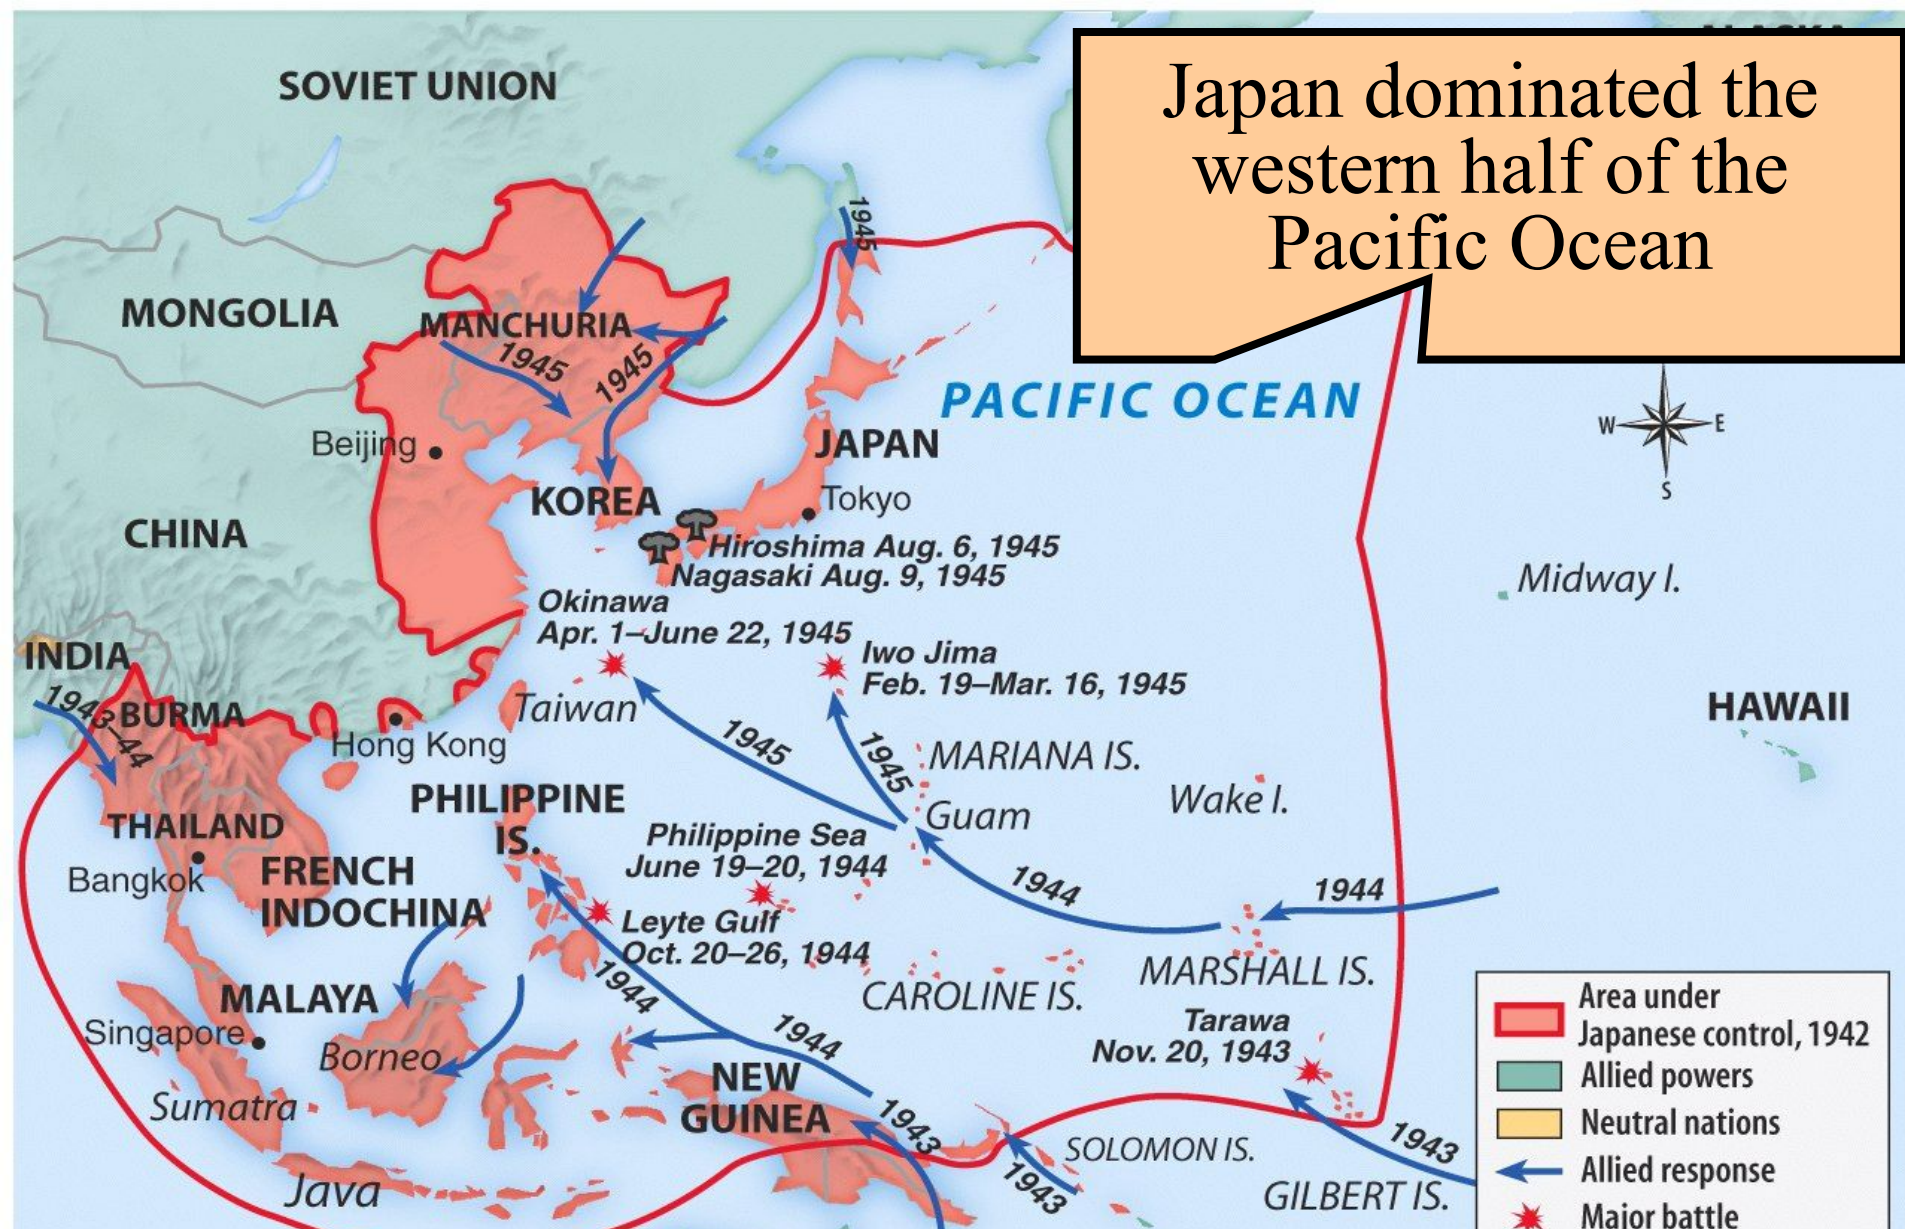 ALASKA
Japan dominated the
western half of the
Pacific Ocean
SOVIET UNION
1945
MONGOLIA
MANCHURIA
1945
1945
PACIFIC OCEAN
W
E
S
Beijing
JAPAN
KOREA
Tokyo
CHINA
Hiroshima Aug. 6, 1945
Nagasaki Aug. 9, 1945
Midway I.
Okinawa
Apr. 1–June 22, 1945
INDIA
Iwo Jima
Feb. 19–Mar. 16, 1945
1943–44
BURMA
Taiwan
HAWAII
Hong Kong
1945
1945
MARIANA IS.
PHILIPPINE
IS.
Wake I.
Guam
THAILAND
Bangkok
Philippine Sea
June 19–20, 1944
FRENCH
INDOCHINA
1944
1944
Leyte Gulf
Oct. 20–26, 1944
1944
MARSHALL IS.
CAROLINE IS.
MALAYA
Singapore
Borneo
Tarawa
Nov. 20, 1943
1944
NEW
GUINEA
Sumatra
1943
SOLOMON IS.
1943
1943
Java
GILBERT IS.
Area under
Japanese control, 1942
Allied powers
Neutral nations
Allied response
Major battle